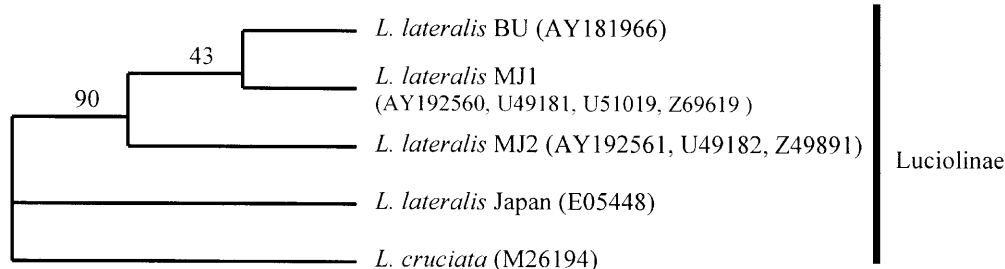 L. lateralis BU (AY181966)
43
L. lateralis MJ1
(AY192560, U49181, U51019, Z69619 )
90
L. lateralis MJ2 (AY192561, U49182, Z49891)
Luciolinae
L. lateralis Japan (E05448)
L. cruciata (M26194)